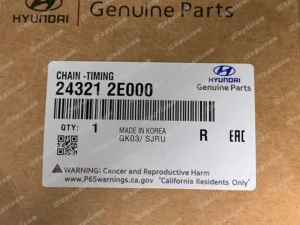 HYUNDAI
Genuine Parts
CHAIN -TIMING
24321 2E000
HYUNDAI
Genuine Parts
QTY: 1
MADE IN KOREA
GK03/ SJRU
R
EAC
WARNING: Cancer and Reproductive Harm
www.P65warnings.ca.gov 'California Residents Only'